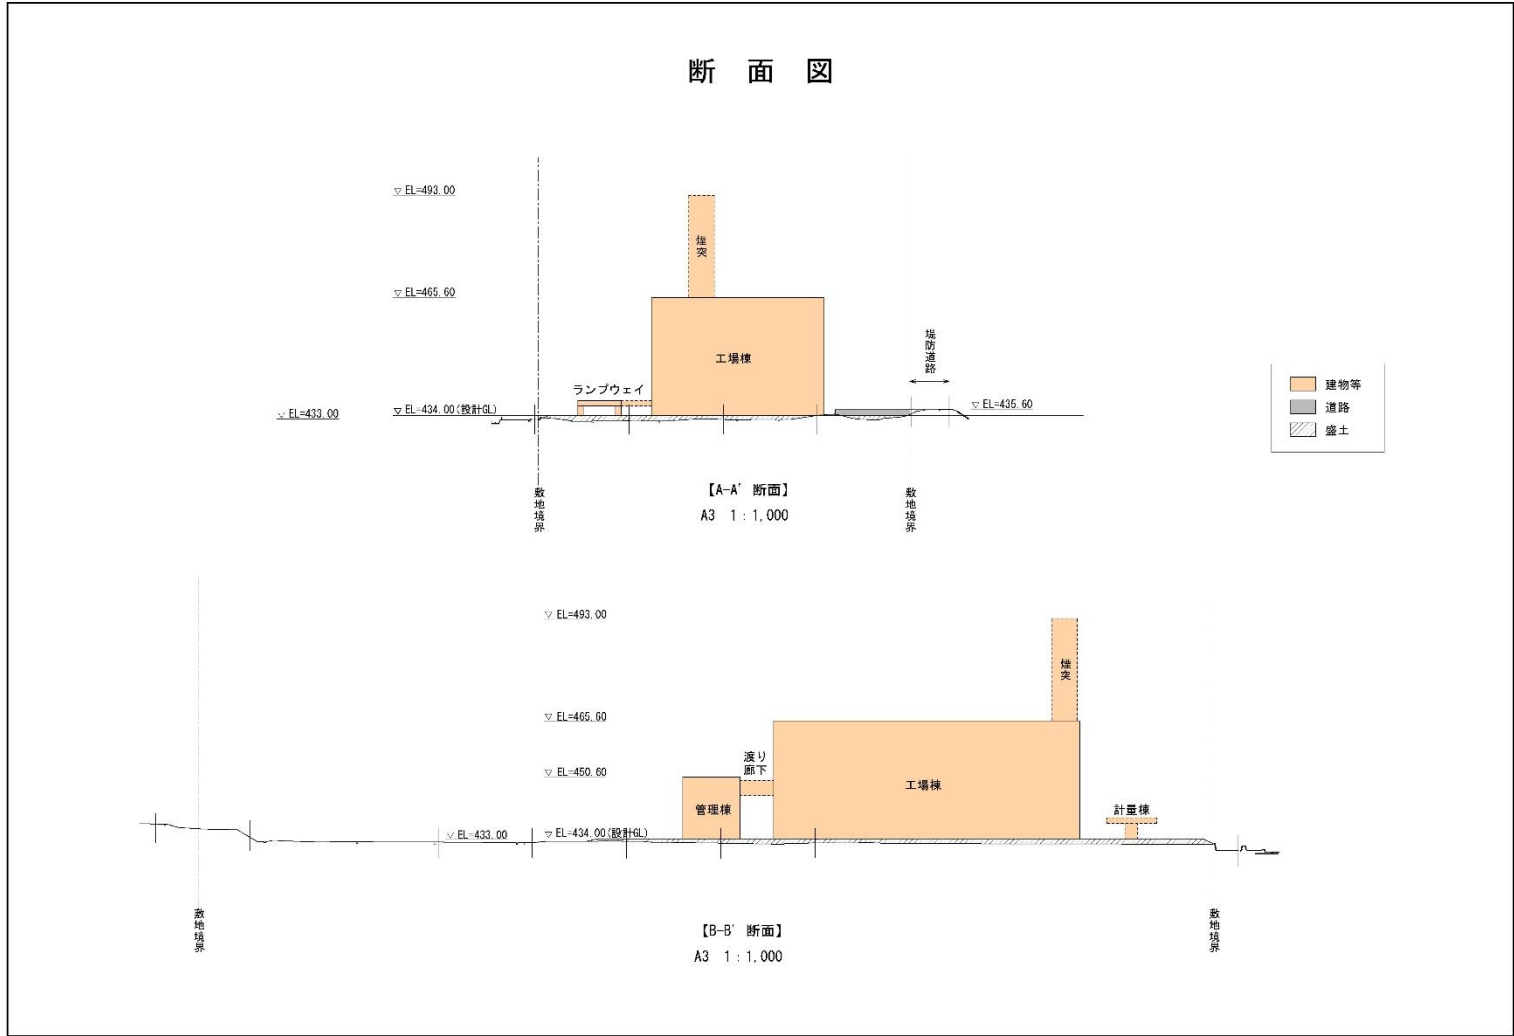 断面図
▽ EL=493.00
煙突
▽ EL=465.60
工場棟
堤防道路
ランプウェイ
▽ EL=433.00
▽ EL=434.00(設計GL)
▽ EL=435.60
建物等
道路
盛土
敷地境界
【A-A' 断面】
A3 1:1,000
敷地境界
▽ EL=493.00
煙突
▽ EL=465.60
渡り
廊下
▽ EL=450.60
工場棟
管理棟
計量棟
▽ EL=433.00
▽ EL=434.00(設計GL)
敷地境界
【B-B' 断面】
A3 1:1,000
敷地境界